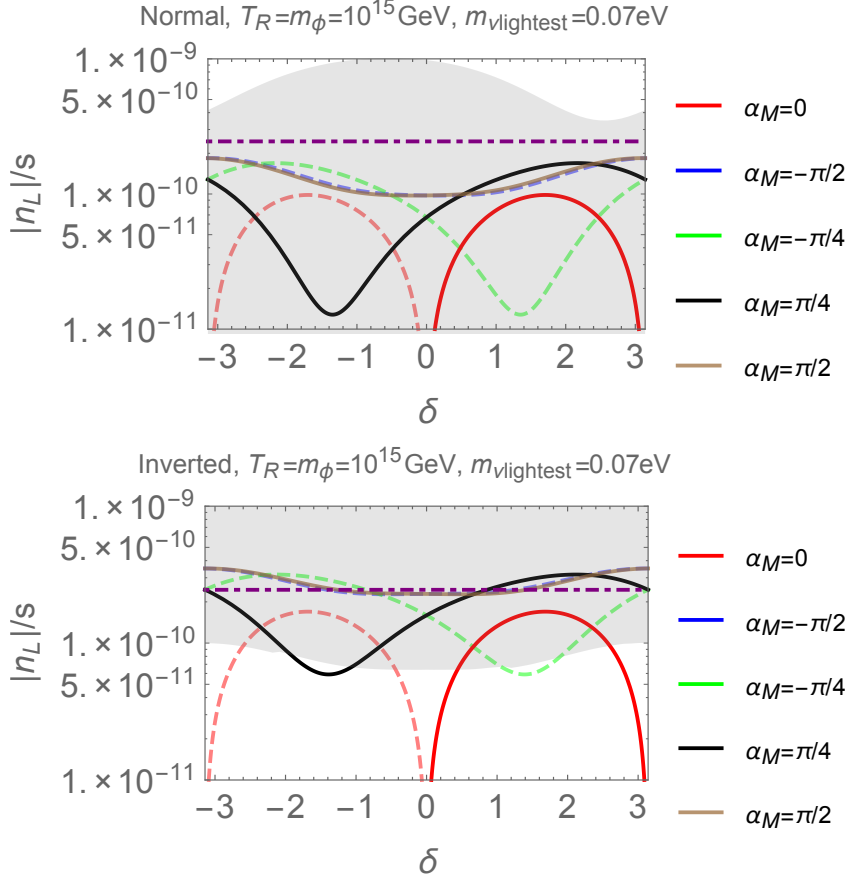 Normal, T_R=m_ϕ=10^15 GeV, m_νlightest=0.07eV
1.×10^-9
5.×10^-10
1.×10^-10
5.×10^-11
1.×10^-11
|n_L|/s
-3 -2 -1 0 1 2 3
δ
α_M=0
α_M=-π/2
α_M=-π/4
α_M=π/4
α_M=π/2
Inverted, T_R=m_ϕ=10^15 GeV, m_νlightest=0.07eV
1.×10^-9
5.×10^-10
1.×10^-10
5.×10^-11
1.×10^-11
|n_L|/s
-3 -2 -1 0 1 2 3
δ
α_M=0
α_M=-π/2
α_M=-π/4
α_M=π/4
α_M=π/2